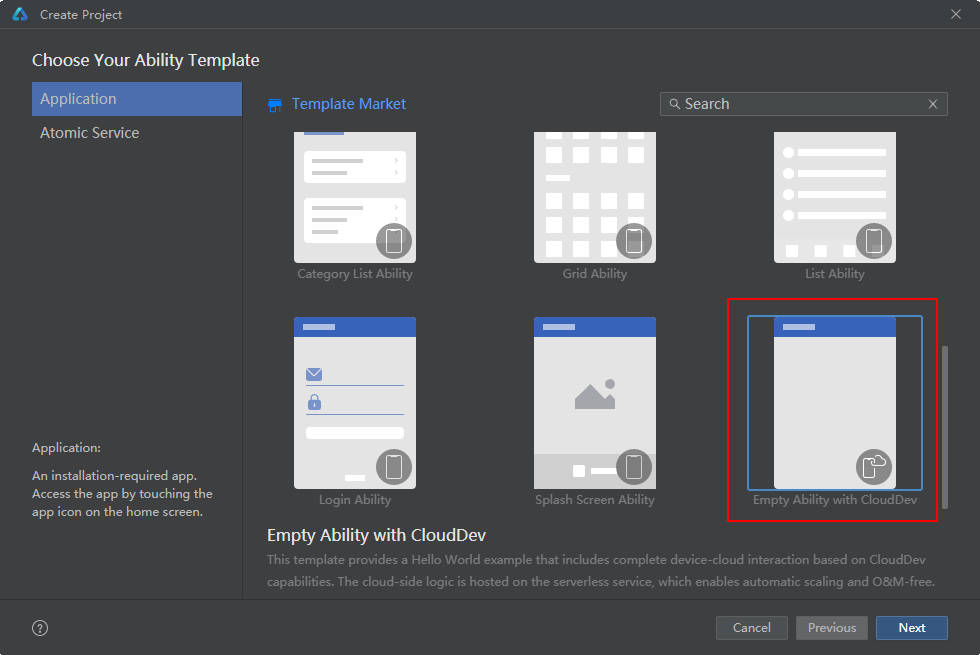 Create Project
Choose Your Ability Template
Application
Atomic Service
Template Market
Search
Category List Ability
Grid Ability
List Ability
Login Ability
Splash Screen Ability
Empty Ability with CloudDev
Application:
An installation-required app.
Access the app by touching the
app icon on the home screen.
Empty Ability with CloudDev
This template provides a Hello World example that includes complete device-cloud interaction based on CloudDev
capabilities. The cloud-side logic is hosted on the serverless service, which enables automatic scaling and O&M-free.
?
Cancel
Previous
Next